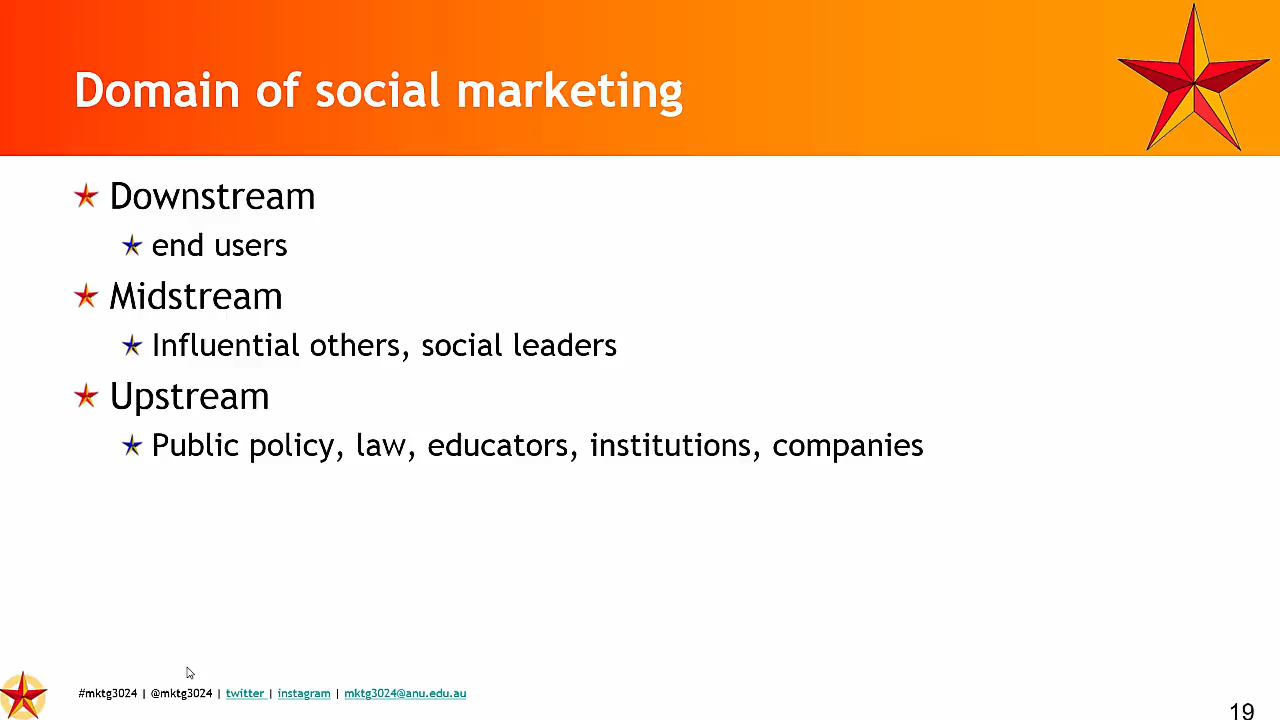 Domain of social marketing
Downstream
end users
Midstream
Influential others, social leaders
Upstream
Public policy, law, educators, institutions, companies
#mktg3024 | @mktg3024 | twitter | instagram | mktg3024@anu.edu.au
19